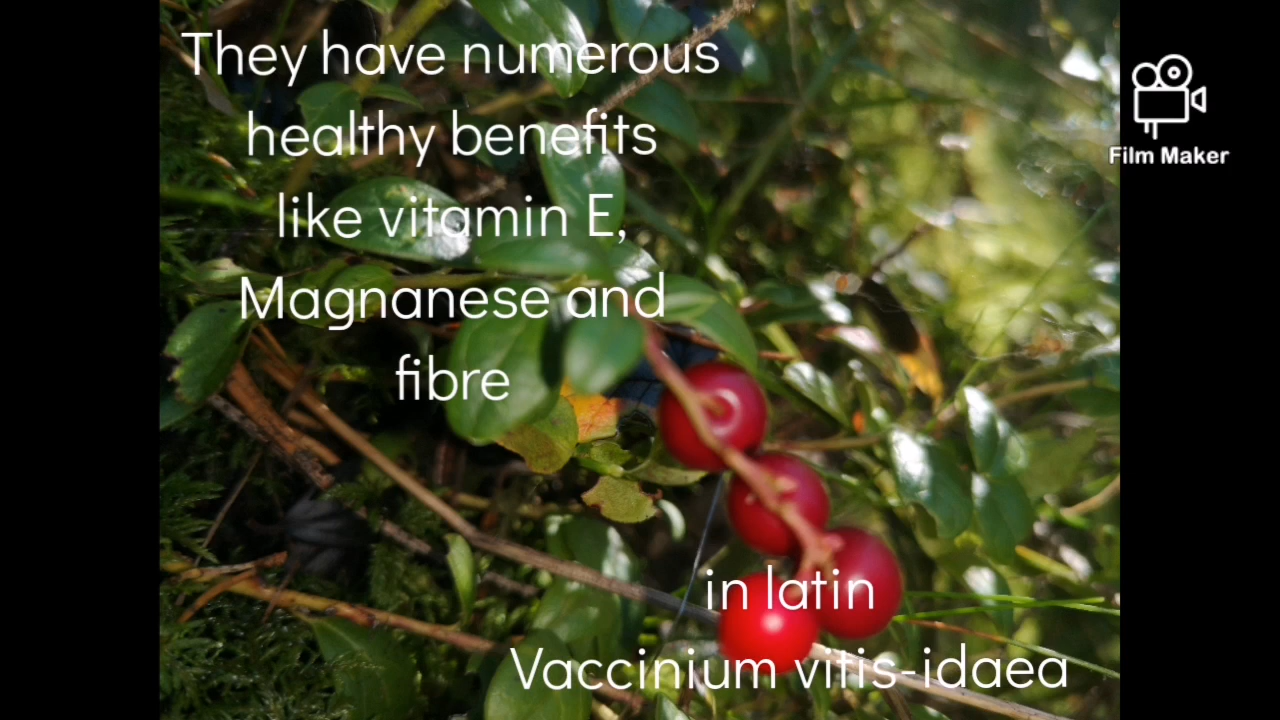 They have numerous
healthy benefits
like vitamin E,
Magnanese and
fibre
in latin
Vaccinium vitis-idaea
Film Maker